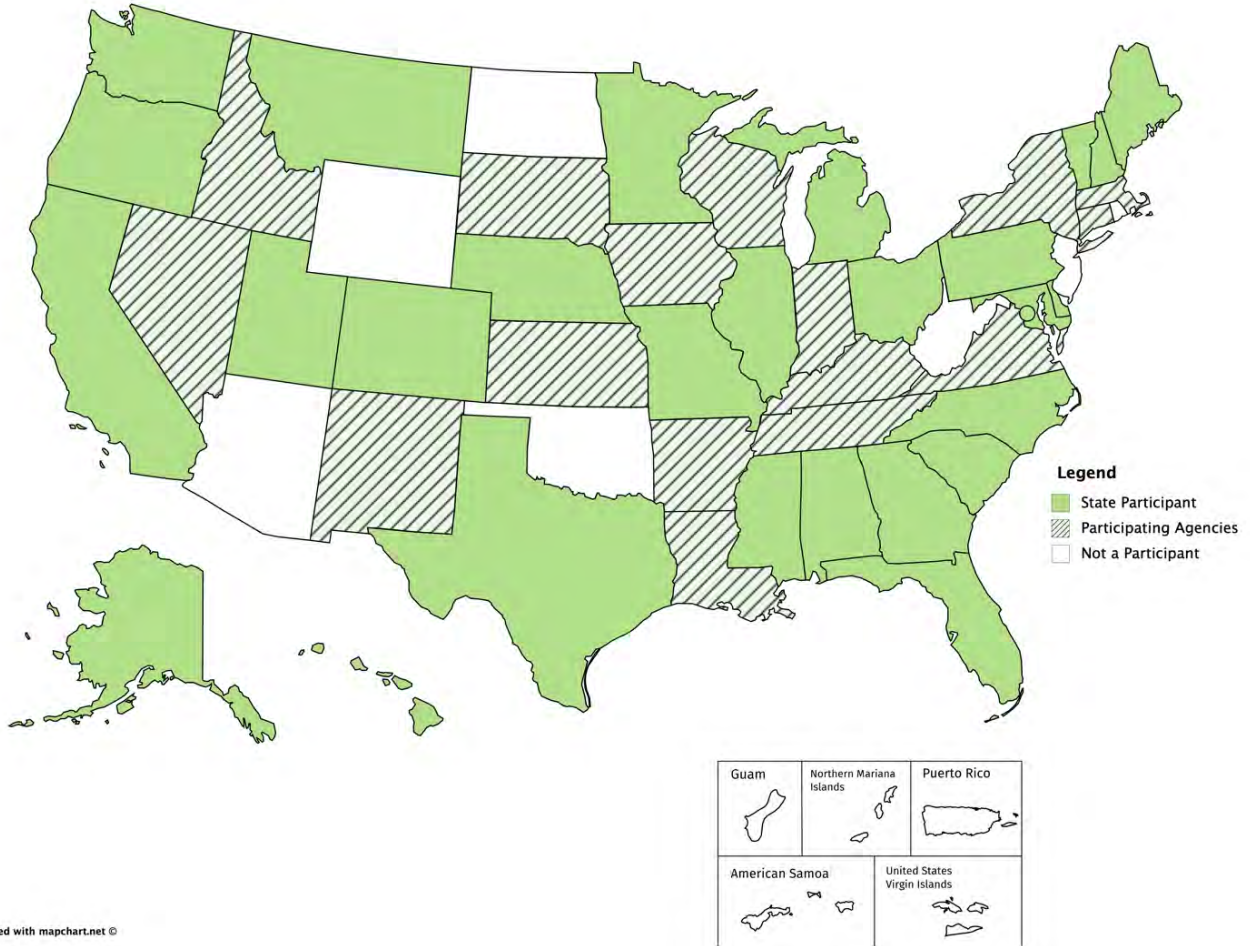 Legend
State Participant
Participating Agencies
Not a Participant
Guam
Northern Mariana
Islands
Puerto Rico
American Samoa
United States
Virgin Islands
ed with mapchart.net ©